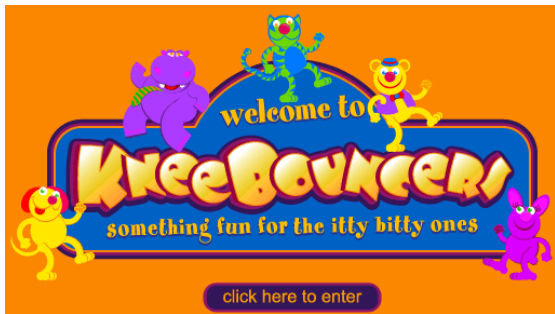 welcome to
KneeBouncers
something fun for the itty bitty ones
click here to enter